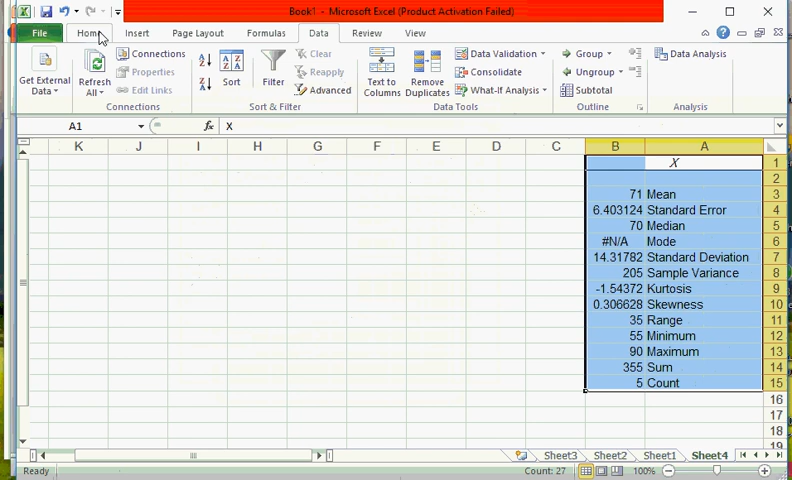 Book1 - Microsoft Excel (Product Activation Failed)
File Home Insert Page Layout Formulas Data Review View
Get External Data
Refresh All
Connections
Properties
Edit Links
Connections
Sort
Filter
Clear
Reapply
Advanced
Sort & Filter
Text to Columns
Remove Duplicates
Data Validation
Consolidate
What-If Analysis
Data Tools
Group
Ungroup
Subtotal
Outline
Data Analysis
Analysis
A1 fx X
K J I H G F E D C B A
X 1
2
71 Mean 3
6.403124 Standard Error 4
70 Median 5
#N/A Mode 6
14.31782 Standard Deviation 7
205 Sample Variance 8
-1.54372 Kurtosis 9
0.306628 Skewness 10
35 Range 11
55 Minimum 12
90 Maximum 13
355 Sum 14
5 Count 15
16
17
18
19
Sheet3 Sheet2 Sheet1 Sheet4
Ready Count: 27 100%